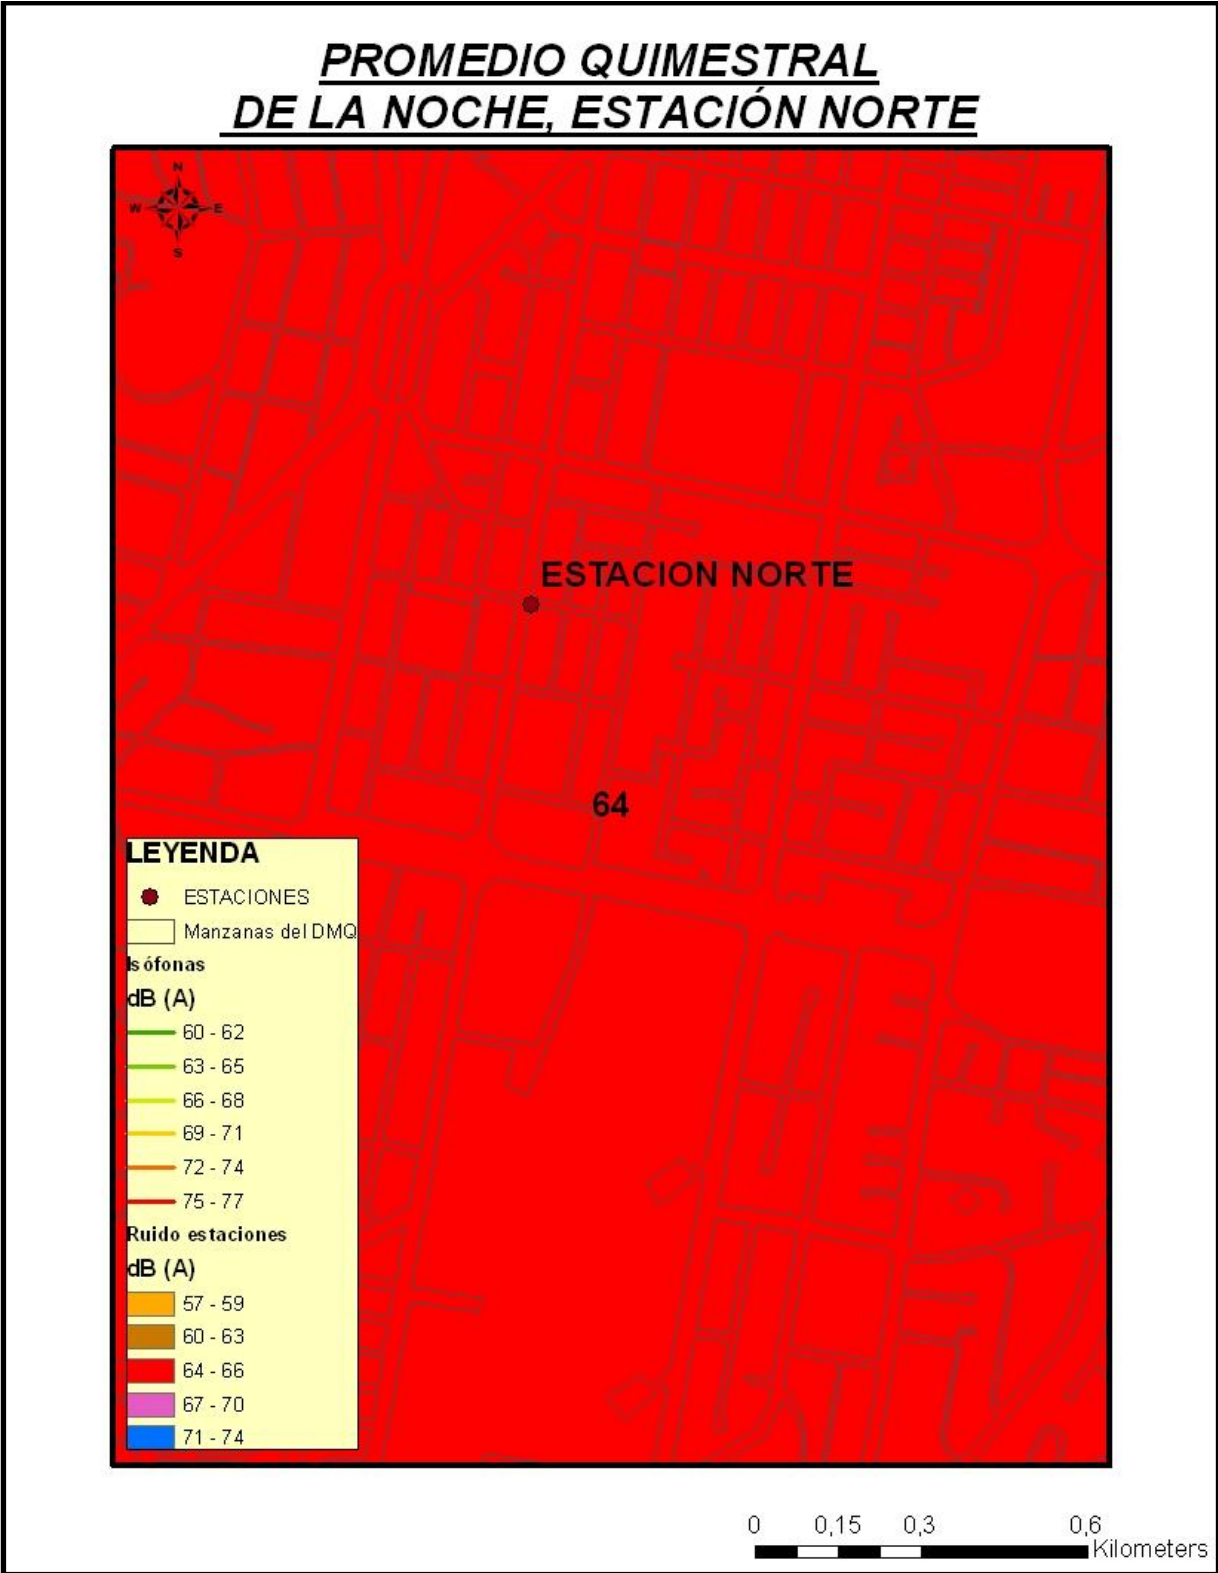 PROMEDIO QUIMESTRAL
DE LA NOCHE, ESTACIÓN NORTE
N
W E
S
ESTACION NORTE
64
LEYENDA
ESTACIONES
Manzanas del DMQ
Isófonas
dB (A)
60 - 62
63 - 65
66 - 68
69 - 71
72 - 74
75 - 77
Ruido estaciones
dB (A)
57 - 59
60 - 63
64 - 66
67 - 70
71 - 74
0 0,15 0,3 0,6
Kilometers